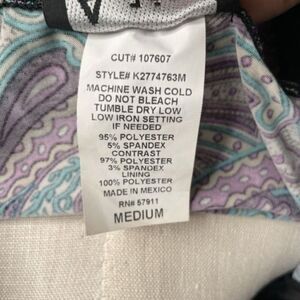 CUT# 107607
STYLE# K2774763M
MACHINE WASH COLD
DO NOT BLEACH
TUMBLE DRY LOW
LOW IRON SETTING
IF NEEDED
95% POLYESTER
5% SPANDEX
CONTRAST
97% POLYESTER
3% SPANDEX
LINING
100% POLYESTER
MADE IN MEXICO
RN# 57911
MEDIUM